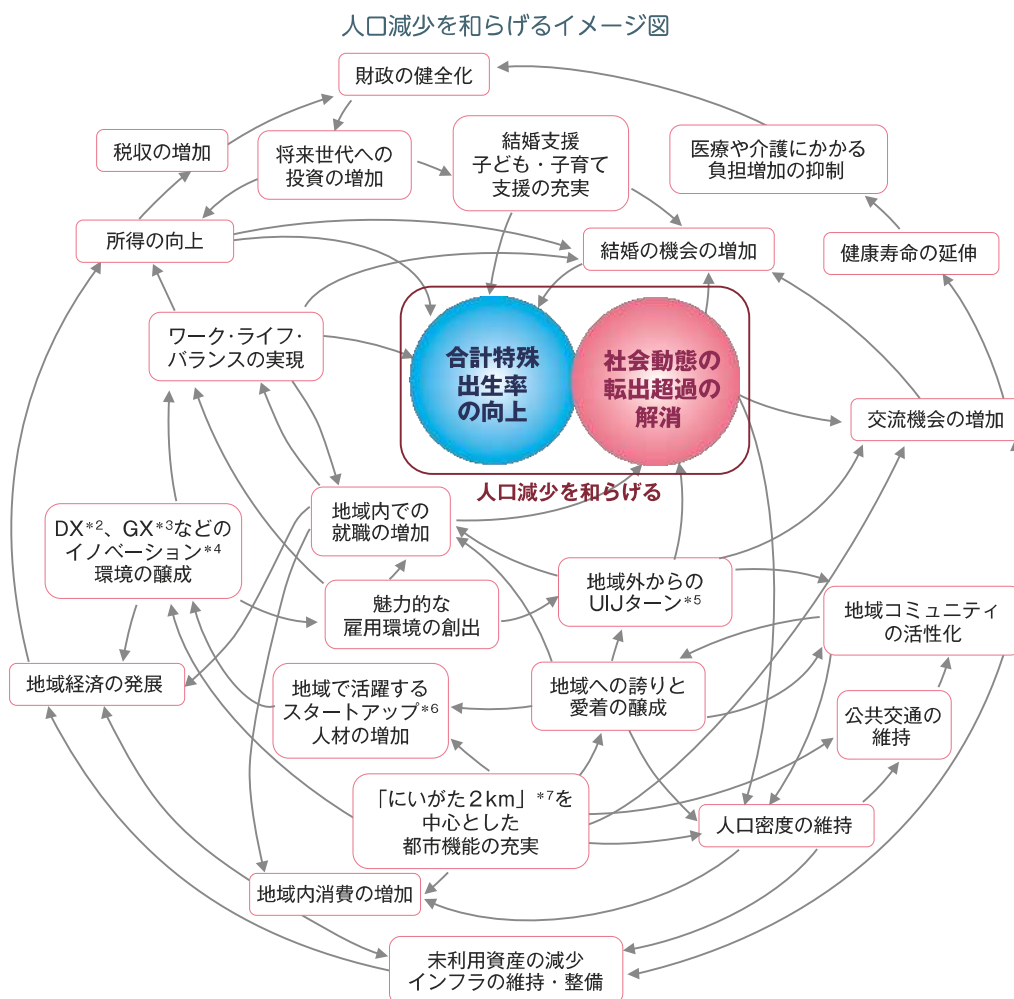 人口減少を和らげるイメージ図
財政の健全化
税収の増加
将来世代への
投資の増加
結婚支援
子ども・子育て
支援の充実
医療や介護にかかる
負担増加の抑制
所得の向上
結婚の機会の増加
健康寿命の延伸
ワーク・ライフ・
バランスの実現
合計特殊
出生率
の向上
社会動態の
転出超過の
解消
交流機会の増加
人口減少を和らげる
地域内での
就職の増加
DX*2、GX*3などの
イノベーション*4
環境の醸成
魅力的な
雇用環境の創出
地域外からの
UIJターン*5
地域コミュニティ
の活性化
地域経済の発展
地域で活躍する
スタートアップ*6
人材の増加
地域への誇りと
愛着の醸成
公共交通の
維持
「にいがた2km」*7を
中心とした
都市機能の充実
人口密度の維持
地域内消費の増加
未利用資産の減少
インフラの維持・整備